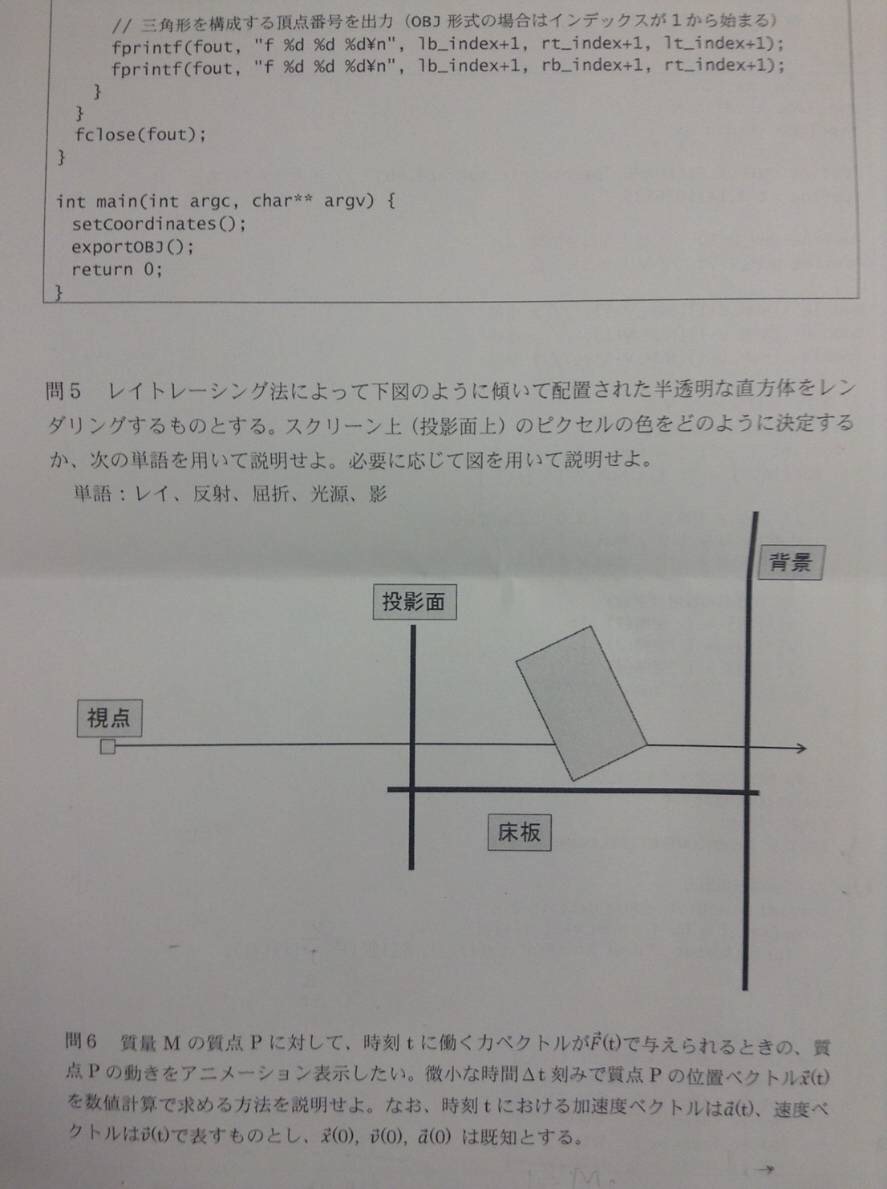 // 三角形を構成する頂点番号を出力（OBJ 形式の場合はインデックスが１から始まる）
fprintf(fout, "f %d %d %d¥n", lb_index+1, rt_index+1, lt_index+1);
fprintf(fout, "f %d %d %d¥n", lb_index+1, rb_index+1, rt_index+1);
}
}
fclose(fout);
}
int main(int argc, char** argv) {
setCoordinates();
exportOBJ();
return 0;
}
問５　レイトレーシング法によって下図のように傾いて配置された半透明な直方体をレン
ダリングするものとする。スクリーン上（投影面上）のピクセルの色をどのように決定する
か、次の単語を用いて説明せよ。必要に応じて図を用いて説明せよ。
単語：レイ、反射、屈折、光源、影
背景
投影面
視点
床板
問６　質量 M の質点 P に対して、時刻 t に働く力ベクトルがF⃗(t)で与えられるときの、質
点 P の動きをアニメーション表示したい。微小な時間Δt 刻みで質点 P の位置ベクトルx⃗(t)
を数値計算で求める方法を説明せよ。なお、時刻 t における加速度ベクトルはa⃗(t)、速度ベ
クトルはv⃗(t)で表すものとし、x⃗(0), v⃗(0), a⃗(0) は既知とする。